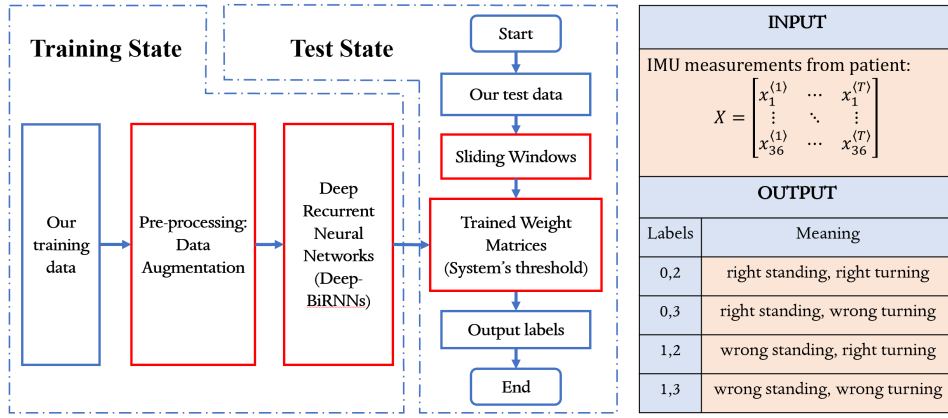 Training State
Test State
Our
training
data
Pre-processing:
Data
Augmentation
Deep
Recurrent
Neural
Networks
(Deep-
BiRNNs)
Start
Our test data
Sliding Windows
Trained Weight
Matrices
(System's threshold)
Output labels
End
INPUT
IMU measurements from patient:
X = [x₁⁽¹⁾ ⋯ x₁⁽ᵀ⁾
⋮ ⋱ ⋮
x₃₆⁽¹⁾ ⋯ x₃₆⁽ᵀ⁾]
OUTPUT
Labels Meaning
0,2 right standing, right turning
0,3 right standing, wrong turning
1,2 wrong standing, right turning
1,3 wrong standing, wrong turning